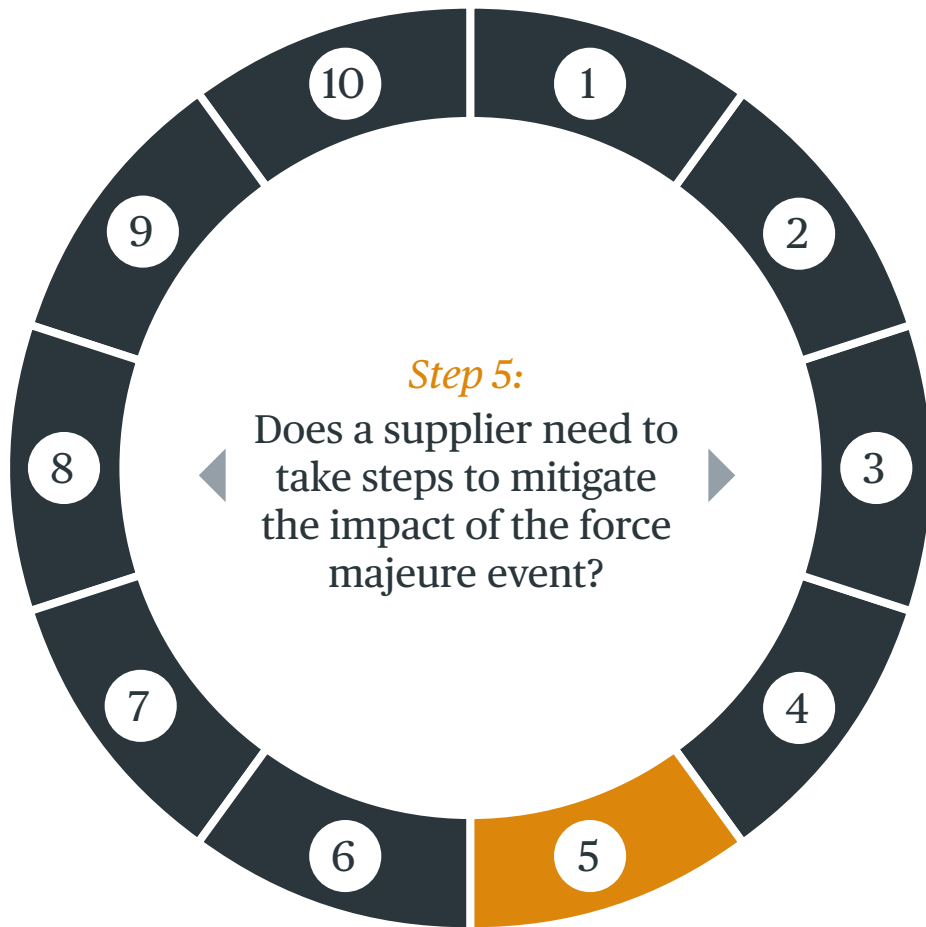 10
1
9
2
Step 5:
Does a supplier need to
take steps to mitigate
the impact of the force
majeure event?
8
3
7
4
6
5